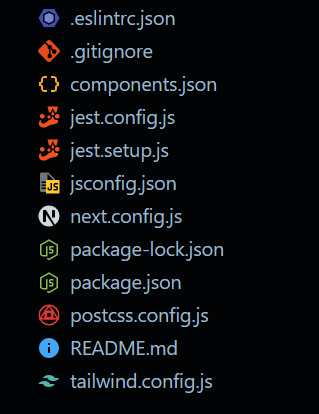 .eslintrc.json
.gitignore
components.json
jest.config.js
jest.setup.js
jsconfig.json
next.config.js
package-lock.json
package.json
postcss.config.js
README.md
tailwind.config.js